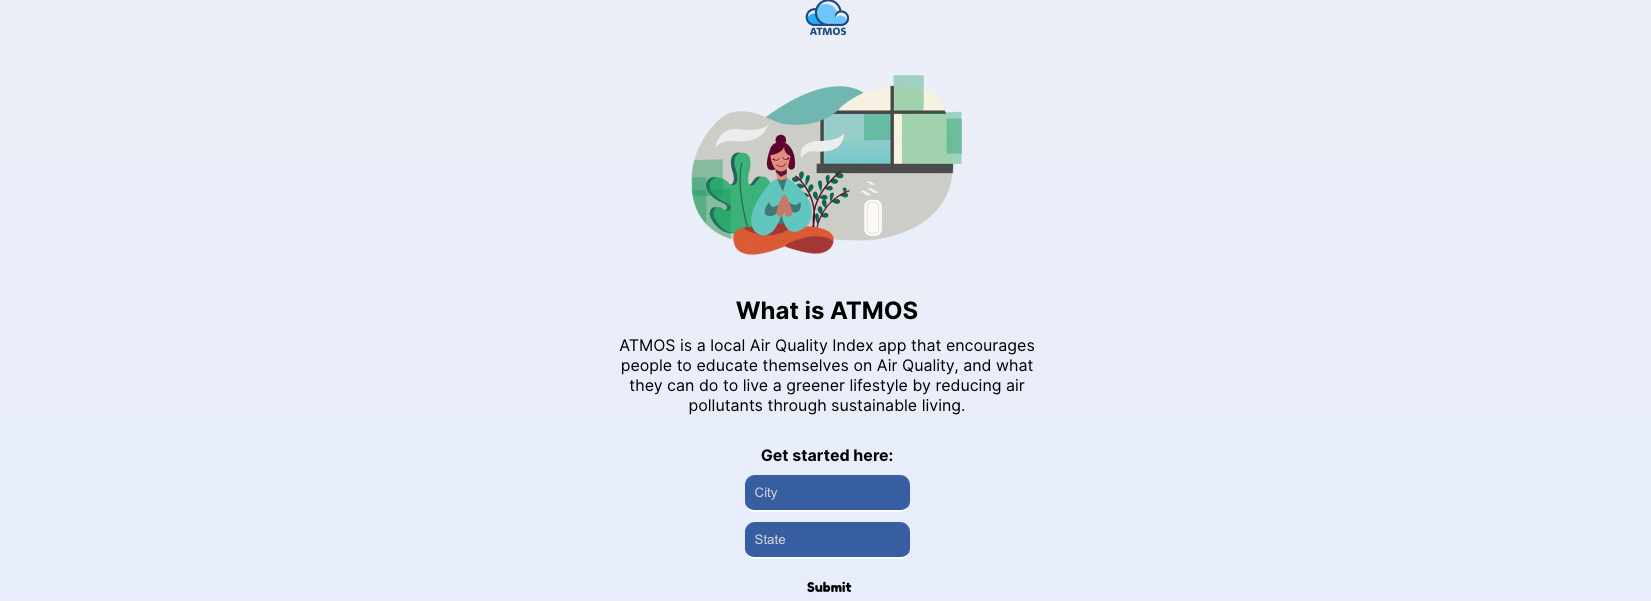 ATMOS
What is ATMOS
ATMOS is a local Air Quality Index app that encourages
people to educate themselves on Air Quality, and what
they can do to live a greener lifestyle by reducing air
pollutants through sustainable living.
Get started here:
City
State
Submit